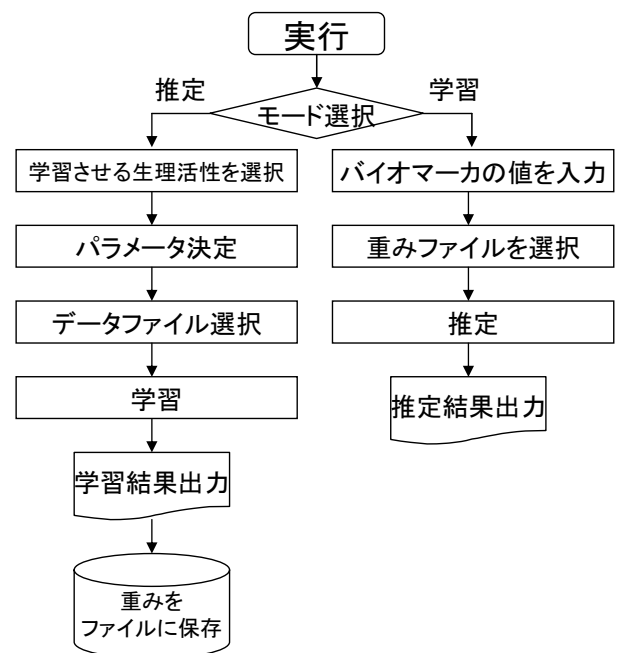 実行
推定
学習
モード選択
学習させる生理活性を選択
バイオマーカの値を入力
パラメータ決定
重みファイルを選択
データファイル選択
推定
学習
推定結果出力
学習結果出力
重みを
ファイルに保存